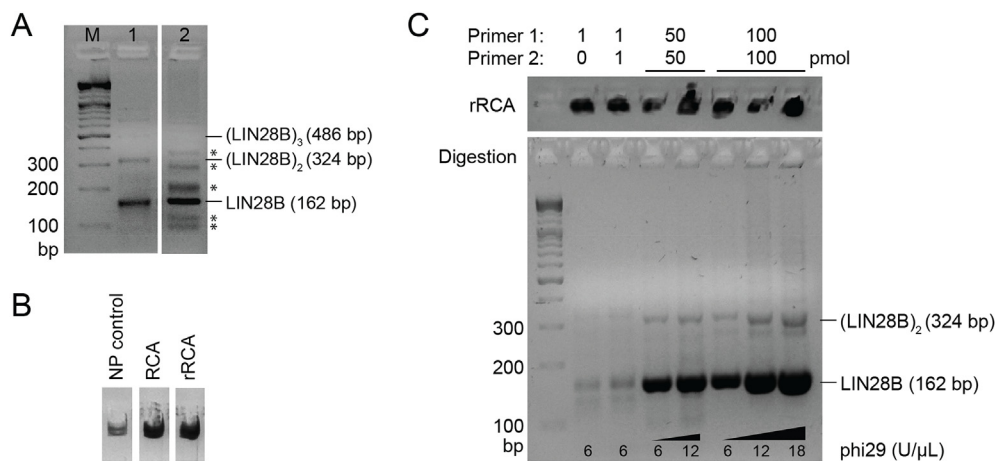 A
M 1 2
(LIN28B)3 (486 bp)
*
300
(LIN28B)2 (324 bp)
*
200
*
LIN28B (162 bp)
*
100
*
bp
B
NP control
RCA
rRCA
C
Primer 1: 1 1 50 100
Primer 2: 0 1 50 100 pmol
rRCA
Digestion
300
(LIN28B)2 (324 bp)
200
LIN28B (162 bp)
100
bp
6 6 6 12 6 12 18 phi29 (U/µL)